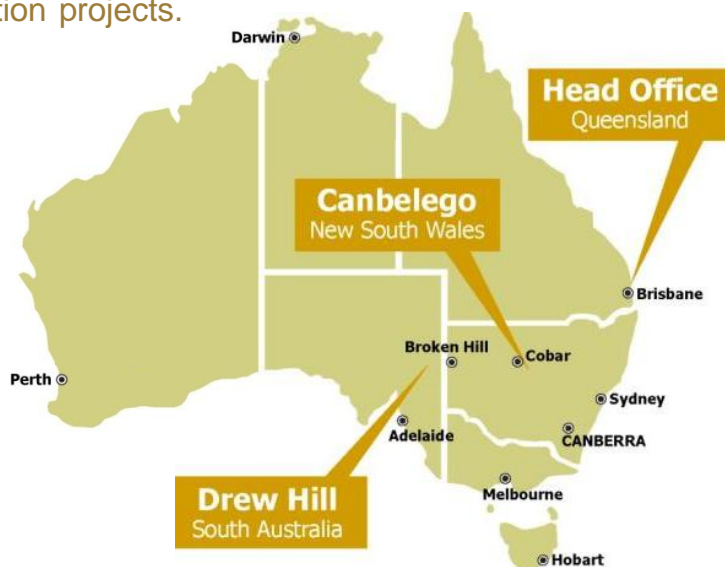 tion projects.
Darwin
Head Office
Queensland
Canbelego
New South Wales
Brisbane
Broken Hill
Cobar
Perth
Sydney
Adelaide
CANBERRA
Drew Hill
South Australia
Melbourne
Hobart